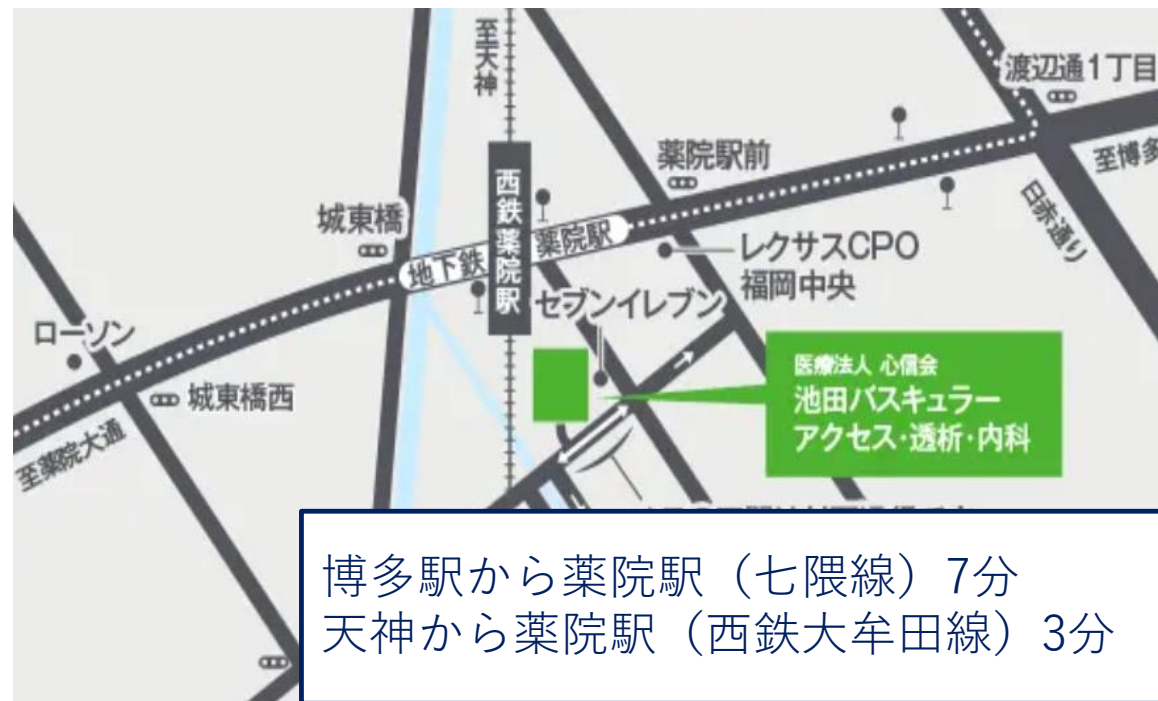 至天神
渡辺通1丁目
薬院駅前
至博多
西鉄薬院駅
城東橋
地下鉄
薬院駅
日赤通り
レクサスCPO
福岡中央
セブンイレブン
ローソン
医療法人 心信会
池田バスキュラー
アクセス・透析・内科
城東橋西
至薬院大通
博多駅から薬院駅（七隈線）7分
天神から薬院駅（西鉄大牟田線）3分